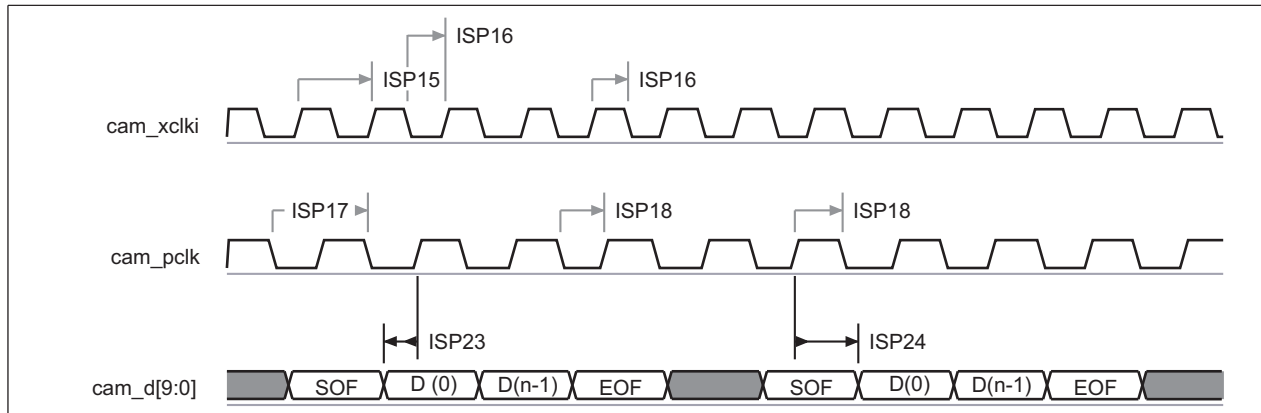 ISP16
ISP15 ISP16
cam_xclki
ISP17 ISP18 ISP18
cam_pclk
ISP23 ISP24
cam_d[9:0] SOF D (0) D(n-1) EOF SOF D(0) D(n-1) EOF